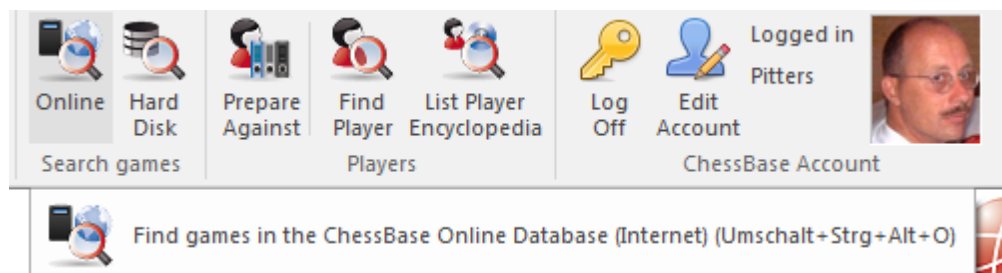 Online
Hard
Disk
Search games
Prepare
Against
Find
Player
List Player
Encyclopedia
Players
Log
Off
Edit
Account
Logged in
Pitters
ChessBase Account
Find games in the ChessBase Online Database (Internet) (Umschalt+Strg+Alt+O)